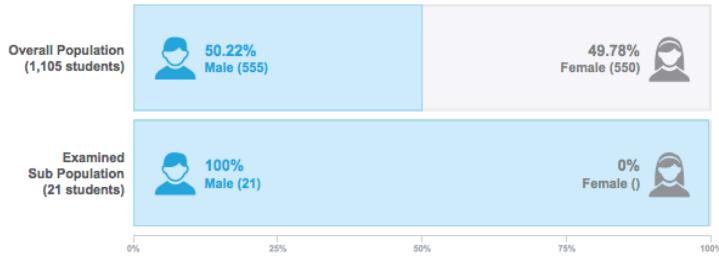 Overall Population
(1,105 students)
50.22%
Male (555)
49.78%
Female (550)
Examined
Sub Population
(21 students)
100%
Male (21)
0%
Female ()
0% 25% 50% 75% 100%